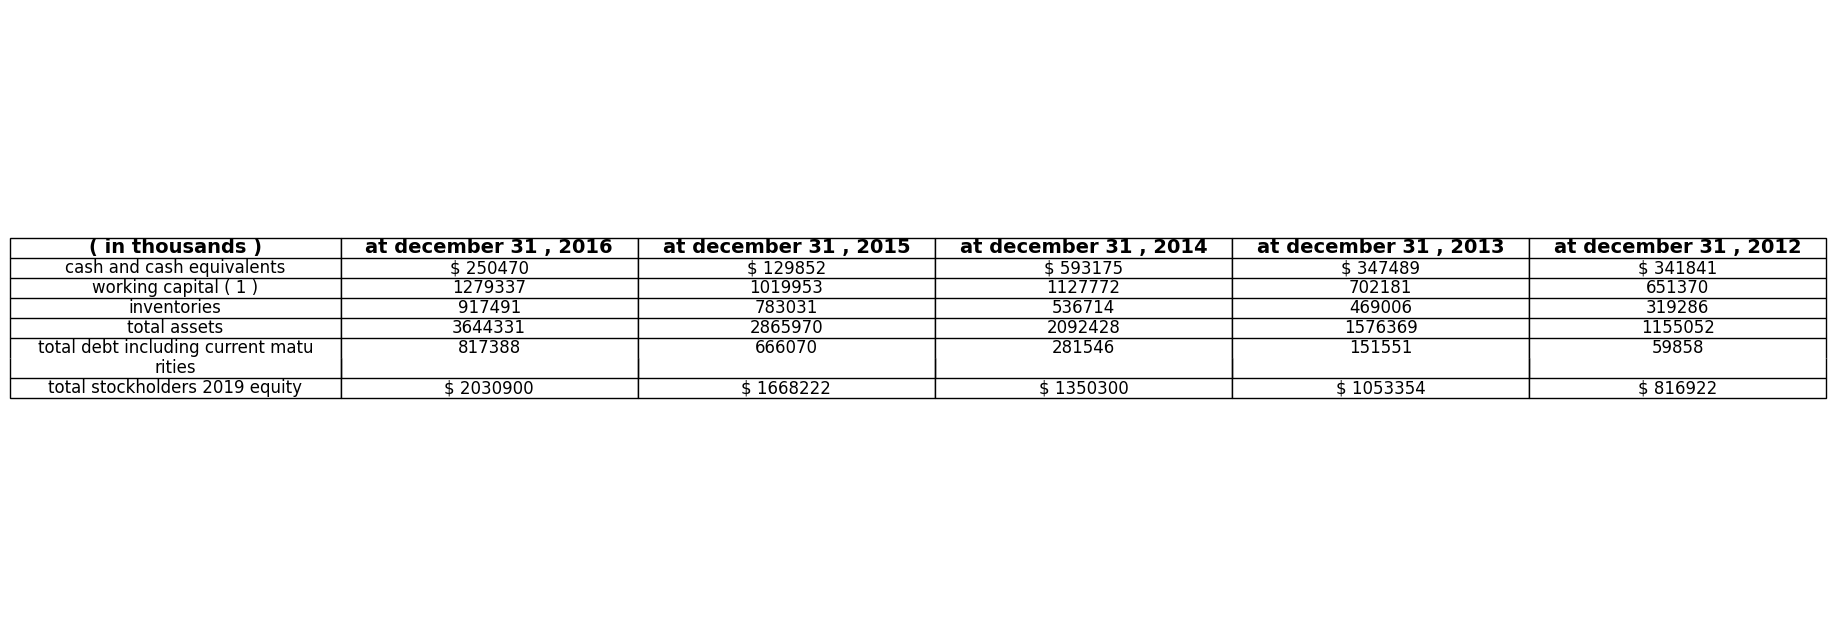 ( in thousands ) at december 31 , 2016 at december 31 , 2015 at december 31 , 2014 at december 31 , 2013 at december 31 , 2012
cash and cash equivalents $ 250470 $ 129852 $ 593175 $ 347489 $ 341841
working capital ( 1 ) 1279337 1019953 1127772 702181 651370
inventories 917491 783031 536714 469006 319286
total assets 3644331 2865970 2092428 1576369 1155052
total debt including current matu 817388 666070 281546 151551 59858
rities
total stockholders 2019 equity $ 2030900 $ 1668222 $ 1350300 $ 1053354 $ 816922